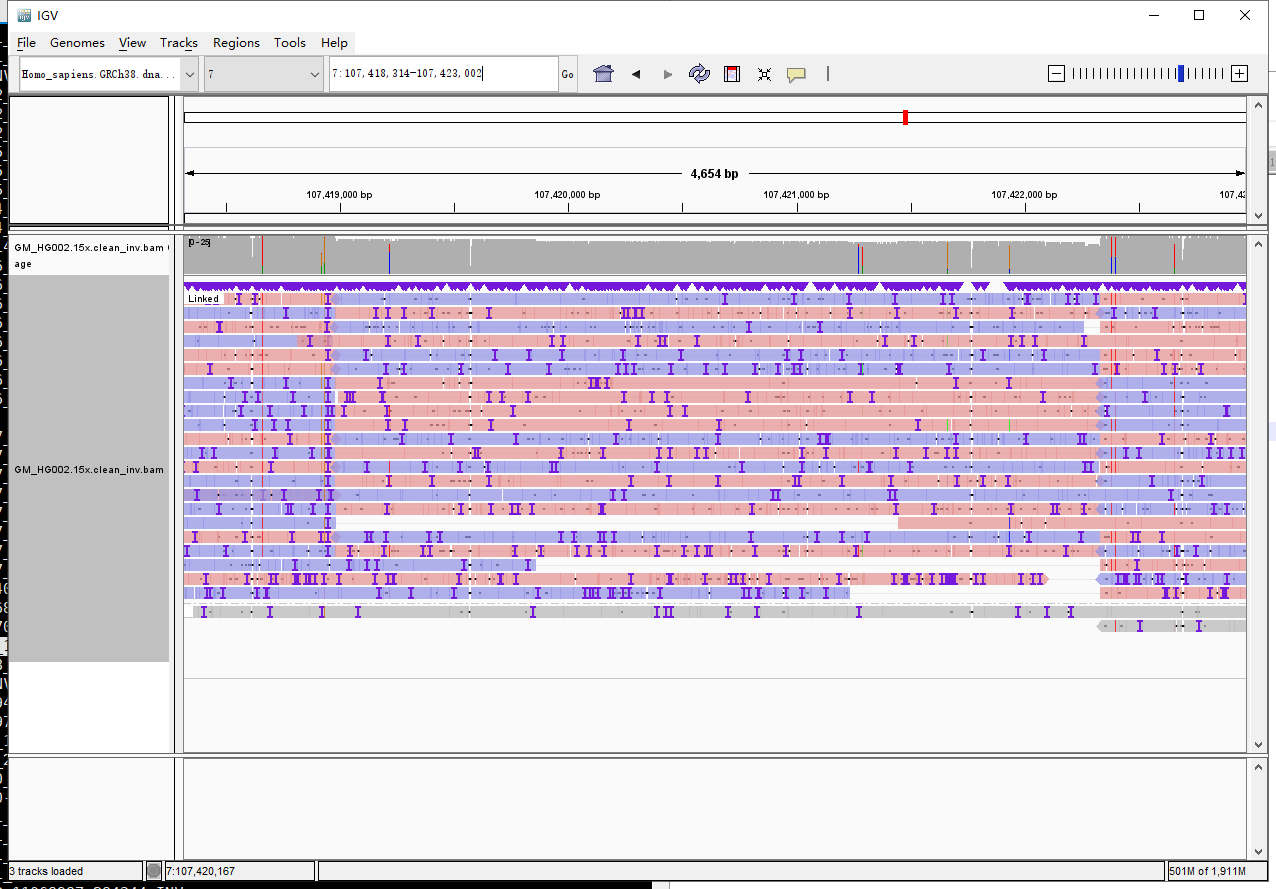 IGV
File Genomes View Tracks Regions Tools Help
Homo_sapiens.GRCh38.dna... 7 7:107,418,314-107,423,002 Go
4,654 bp
107,419,000 bp 107,420,000 bp 107,421,000 bp 107,422,000 bp 107,42
GM_HG002.15x.clean_inv.bam
age
[0-25]
Linked
GM_HG002.15x.clean_inv.bam
3 tracks loaded 7:107,420,167 501M of 1,911M